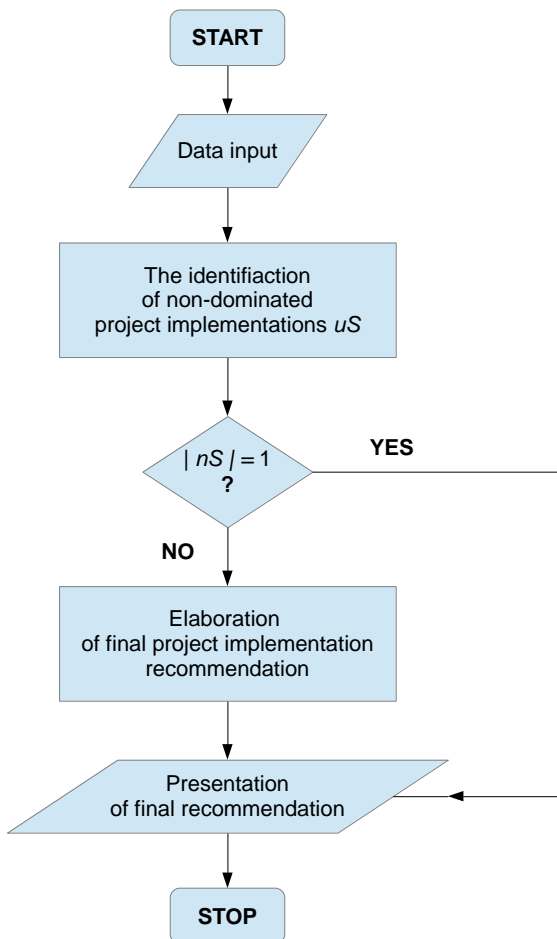 START
Data input
The identifiaction
of non-dominated
project implementations uS
| nS | = 1
?
YES
NO
Elaboration
of final project implementation
recommendation
Presentation
of final recommendation
STOP